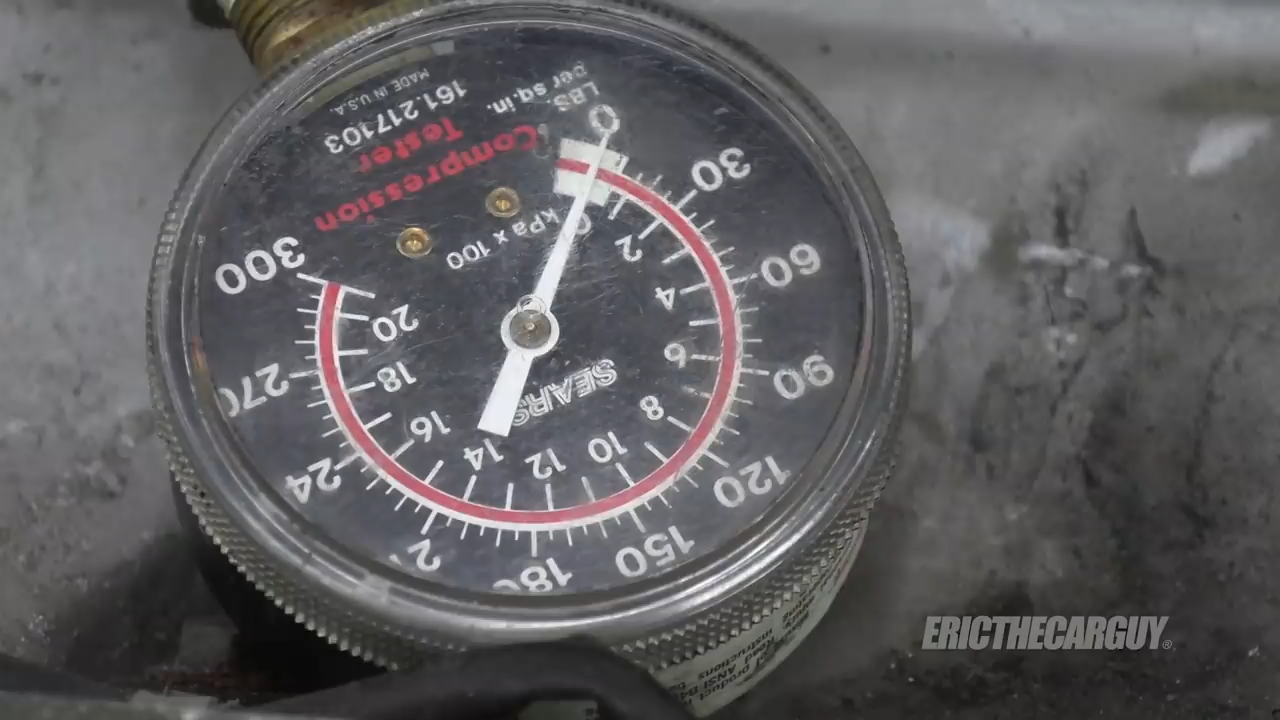 LBS.
per sq.in.
161.217103
MADE IN U.S.A.
Compression
Tester
0
30
60
90
120
150
180
24
270
300
0 kPa x 100
2
4
6
8
10
12
14
16
18
20
SEARS
ERICTHECARGUY®